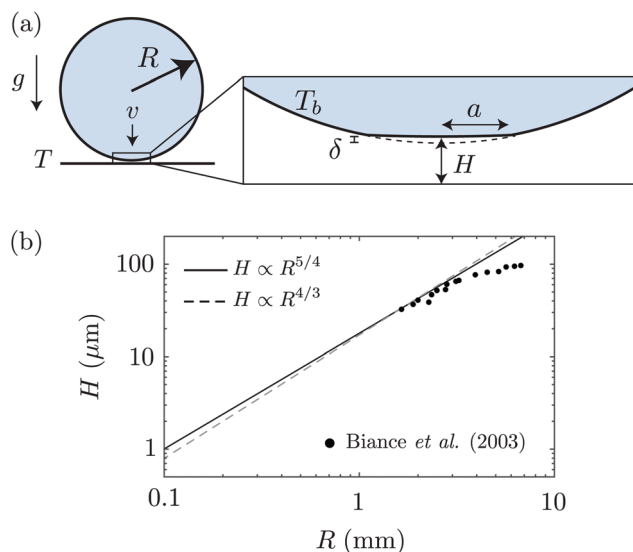 (a)
R
g
v
T
T_b
a
δ
H
(b)
H ∝ R^{5/4}
H ∝ R^{4/3}
Biance et al. (2003)
100
10
1
H (μm)
0.1
1
10
R (mm)